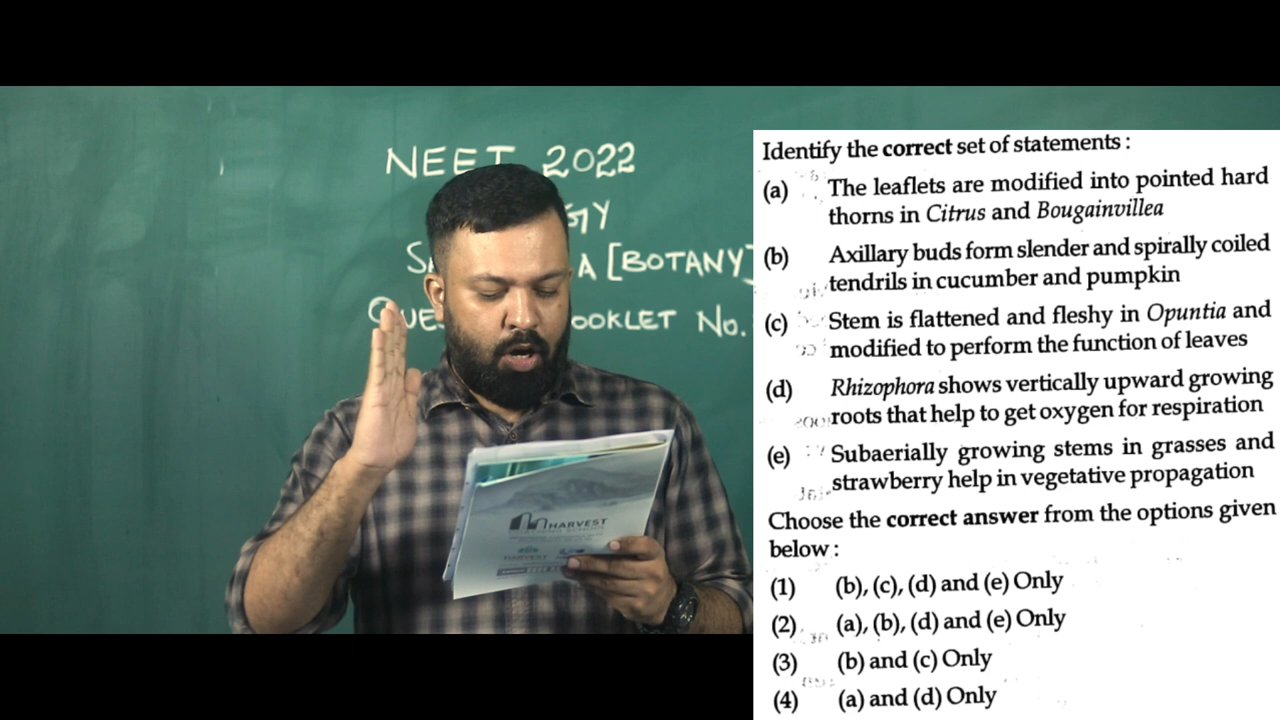 NEET 2022
GY
S A [BOTANY]
QUE OOKLET No.
HARVEST
HARVEST
Identify the correct set of statements :
(a) The leaflets are modified into pointed hard
thorns in Citrus and Bougainvillea
(b) Axillary buds form slender and spirally coiled
tendrils in cucumber and pumpkin
(c) Stem is flattened and fleshy in Opuntia and
modified to perform the function of leaves
(d) Rhizophora shows vertically upward growing
roots that help to get oxygen for respiration
(e) Subaerially growing stems in grasses and
strawberry help in vegetative propagation
Choose the correct answer from the options given
below :
(1) (b), (c), (d) and (e) Only
(2) (a), (b), (d) and (e) Only
(3) (b) and (c) Only
(4) (a) and (d) Only